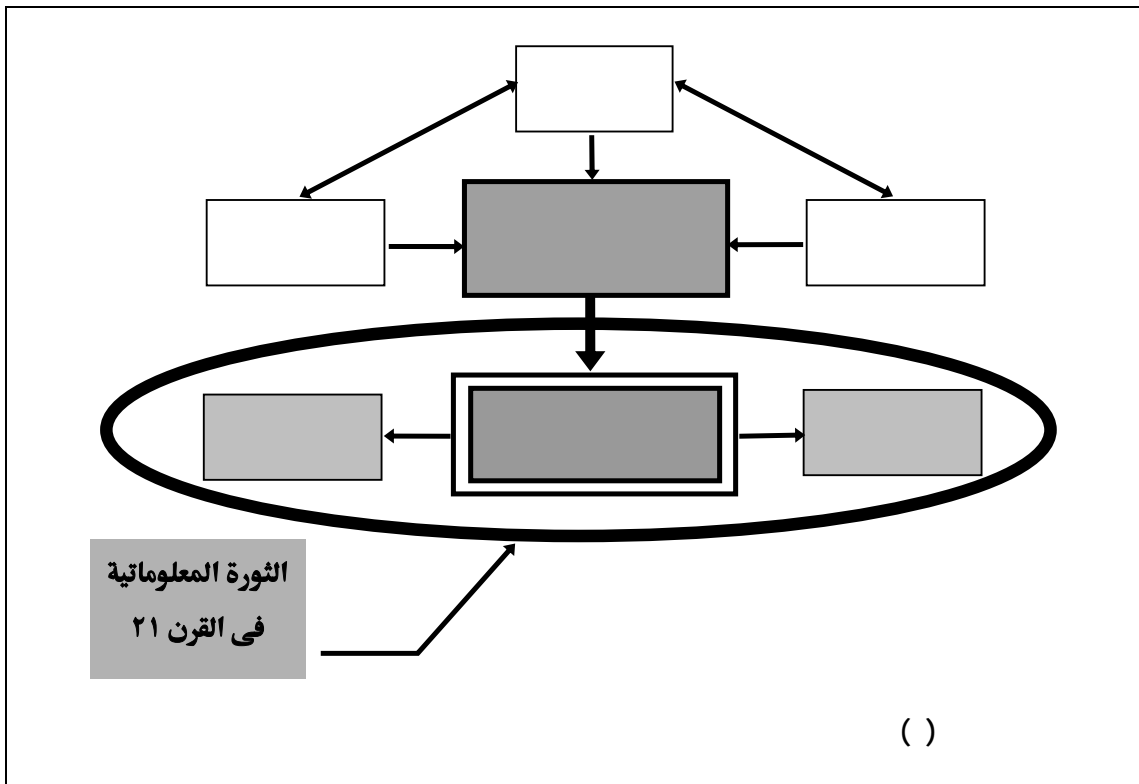 الثورة المعلوماتية
فى القرن ٢١
( )